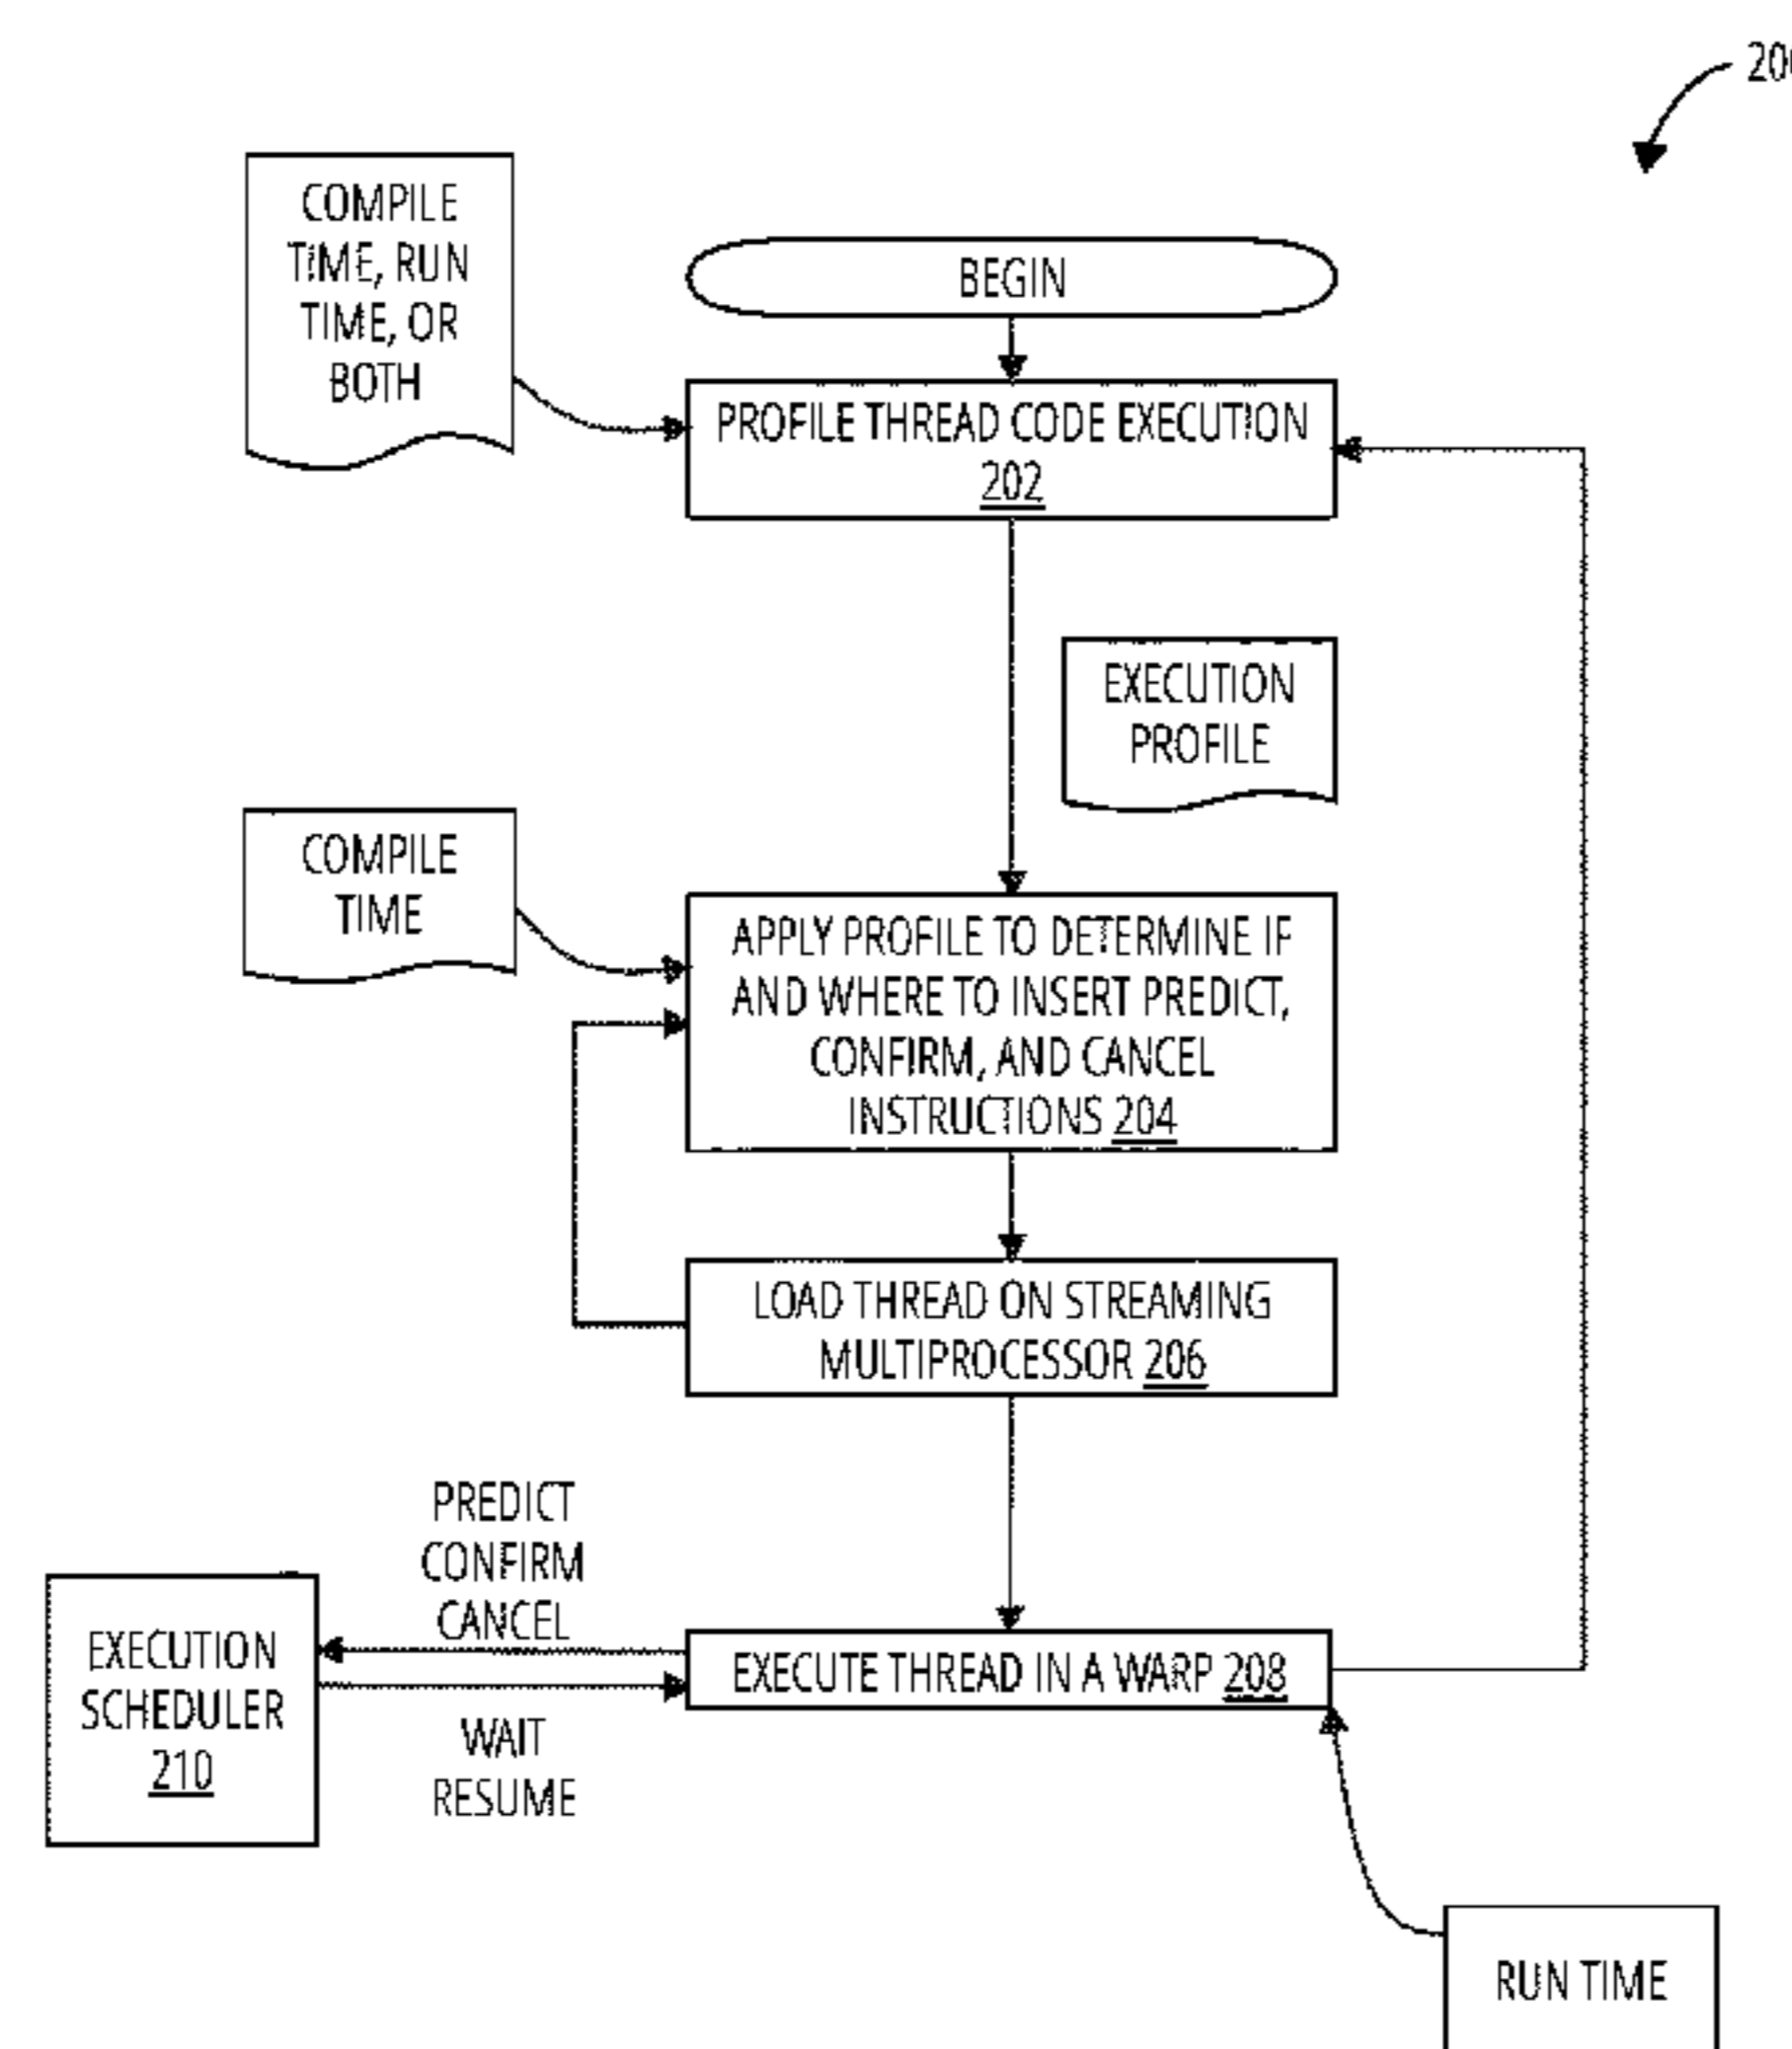 COMPILE
TIME, RUN
TIME, OR
BOTH
BEGIN
PROFILE THREAD CODE EXECUTION
202
EXECUTION
PROFILE
COMPILE
TIME
APPLY PROFILE TO DETERMINE IF
AND WHERE TO INSERT PREDICT,
CONFIRM, AND CANCEL
INSTRUCTIONS 204
LOAD THREAD ON STREAMING
MULTIPROCESSOR 206
PREDICT
CONFIRM
CANCEL
EXECUTION
SCHEDULER
210
EXECUTE THREAD IN A WARP 208
WAIT
RESUME
RUN TIME